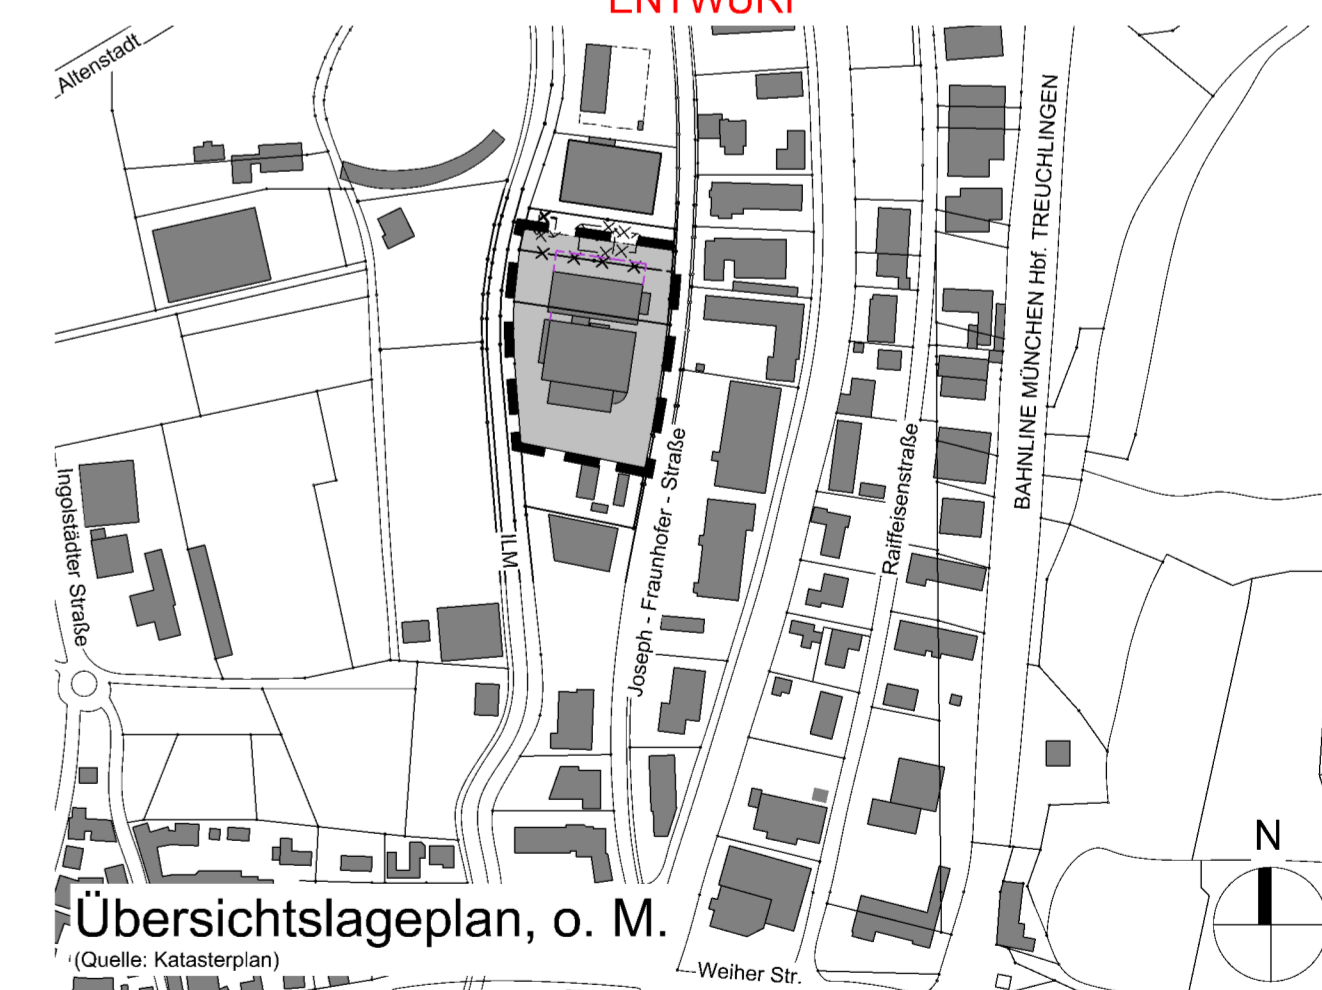 ENTWURF
Altenstadt
BAHNLINE MÜNCHEN Hbf. TREUCHLINGEN
Ingolstädter Straße
ILM
Joseph - Fraunhofer - Straße
Raiffeisenstraße
N
Übersichtslageplan, o. M.
(Quelle: Katasterplan)
Weiher Str.